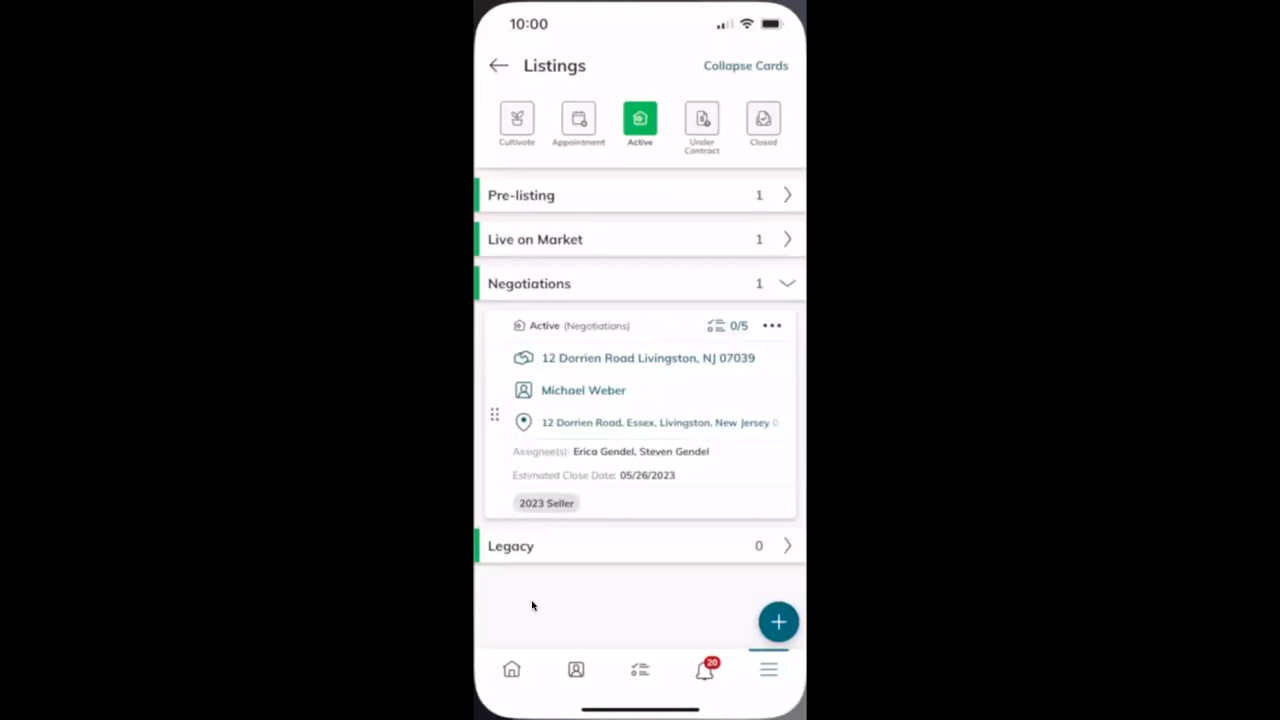 10:00
Listings
Collapse Cards
Cultivate
Appointment
Active
Under
Contract
Closed
Pre-listing
1
Live on Market
1
Negotiations
1
Active (Negotiations)
0/5
12 Dorrien Road Livingston, NJ 07039
Michael Weber
12 Dorrien Road, Essex, Livingston, New Jersey 0
Assignee(s): Erica Gendel, Steven Gendel
Estimated Close Date: 05/26/2023
2023 Seller
Legacy
0
20